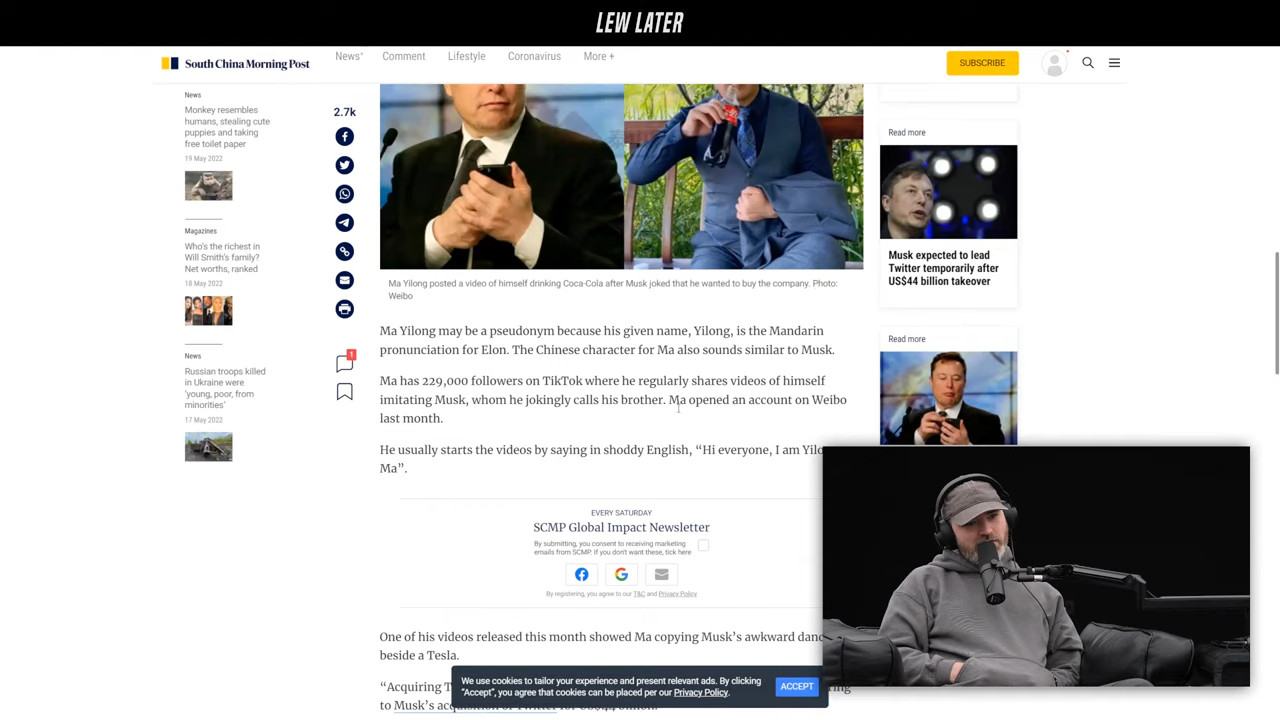 LEW LATER
South China Morning Post
News+
Comment
Lifestyle
Coronavirus
More +
SUBSCRIBE
News
Monkey resembles
humans, stealing cute
puppies and taking
free toilet paper
19 May 2022
Magazines
Who's the richest in
Will Smith's family?
Net worths, ranked
18 May 2022
News
Russian troops killed
in Ukraine were
'young, poor, from
minorities'
17 May 2022
2.7k
1
Ma Yilong posted a video of himself drinking Coca-Cola after Musk joked that he wanted to buy the company. Photo:
Weibo
Ma Yilong may be a pseudonym because his given name, Yilong, is the Mandarin
pronunciation for Elon. The Chinese character for Ma also sounds similar to Musk.
Ma has 229,000 followers on TikTok where he regularly shares videos of himself
imitating Musk, whom he jokingly calls his brother. Ma opened an account on Weibo
last month.
He usually starts the videos by saying in shoddy English, “Hi everyone, I am
Ma”.
EVERY SATURDAY
SCMP Global Impact Newsletter
By submitting, you consent to receiving marketing
emails from SCMP. If you don't want these, tick here
By registering, you agree to our T&C and Privacy Policy
One of his videos released this month showed Ma copying Musk’s awkward
beside a Tesla.
“Acquiring
to Musk's acquisition of Twitter for US$44 billion.
We use cookies to tailor your experience and present relevant ads. By clicking
"Accept", you agree that cookies can be placed per our Privacy Policy.
ACCEPT
Read more
Musk expected to lead
Twitter temporarily after
US$44 billion takeover
Read more